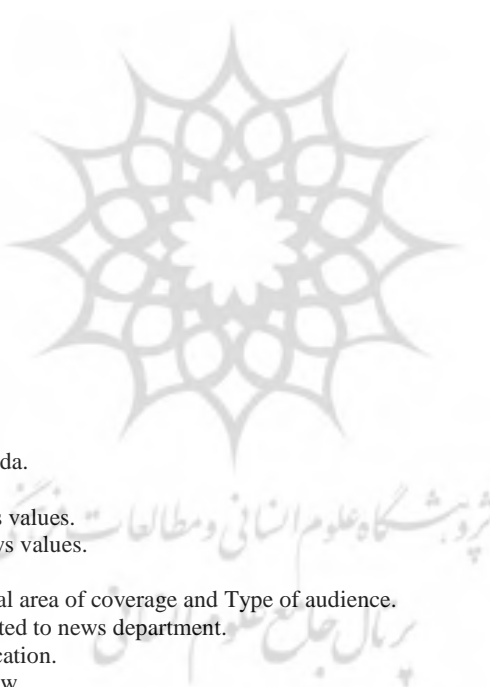 da.
s values.
پژوهشگاه علوم انسانی و مطالعات فرهنگی
ws values.
al area of coverage and Type of audience.
ted to news department.
پرتال جامع علوم انسانی
cation.
w